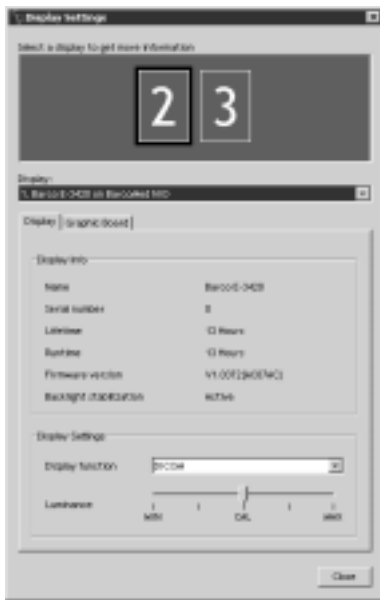 Display Settings
Select a display to get more information
2 3
Display:
Display Graphic Board
Display Info
Name
Serial number 0
Lifetime 13 Hours
Runtime 13 Hours
Firmware version
Backlight stabilization Active
Display Settings
Display function DICOM
Luminance
MIN CAL MAX
Close